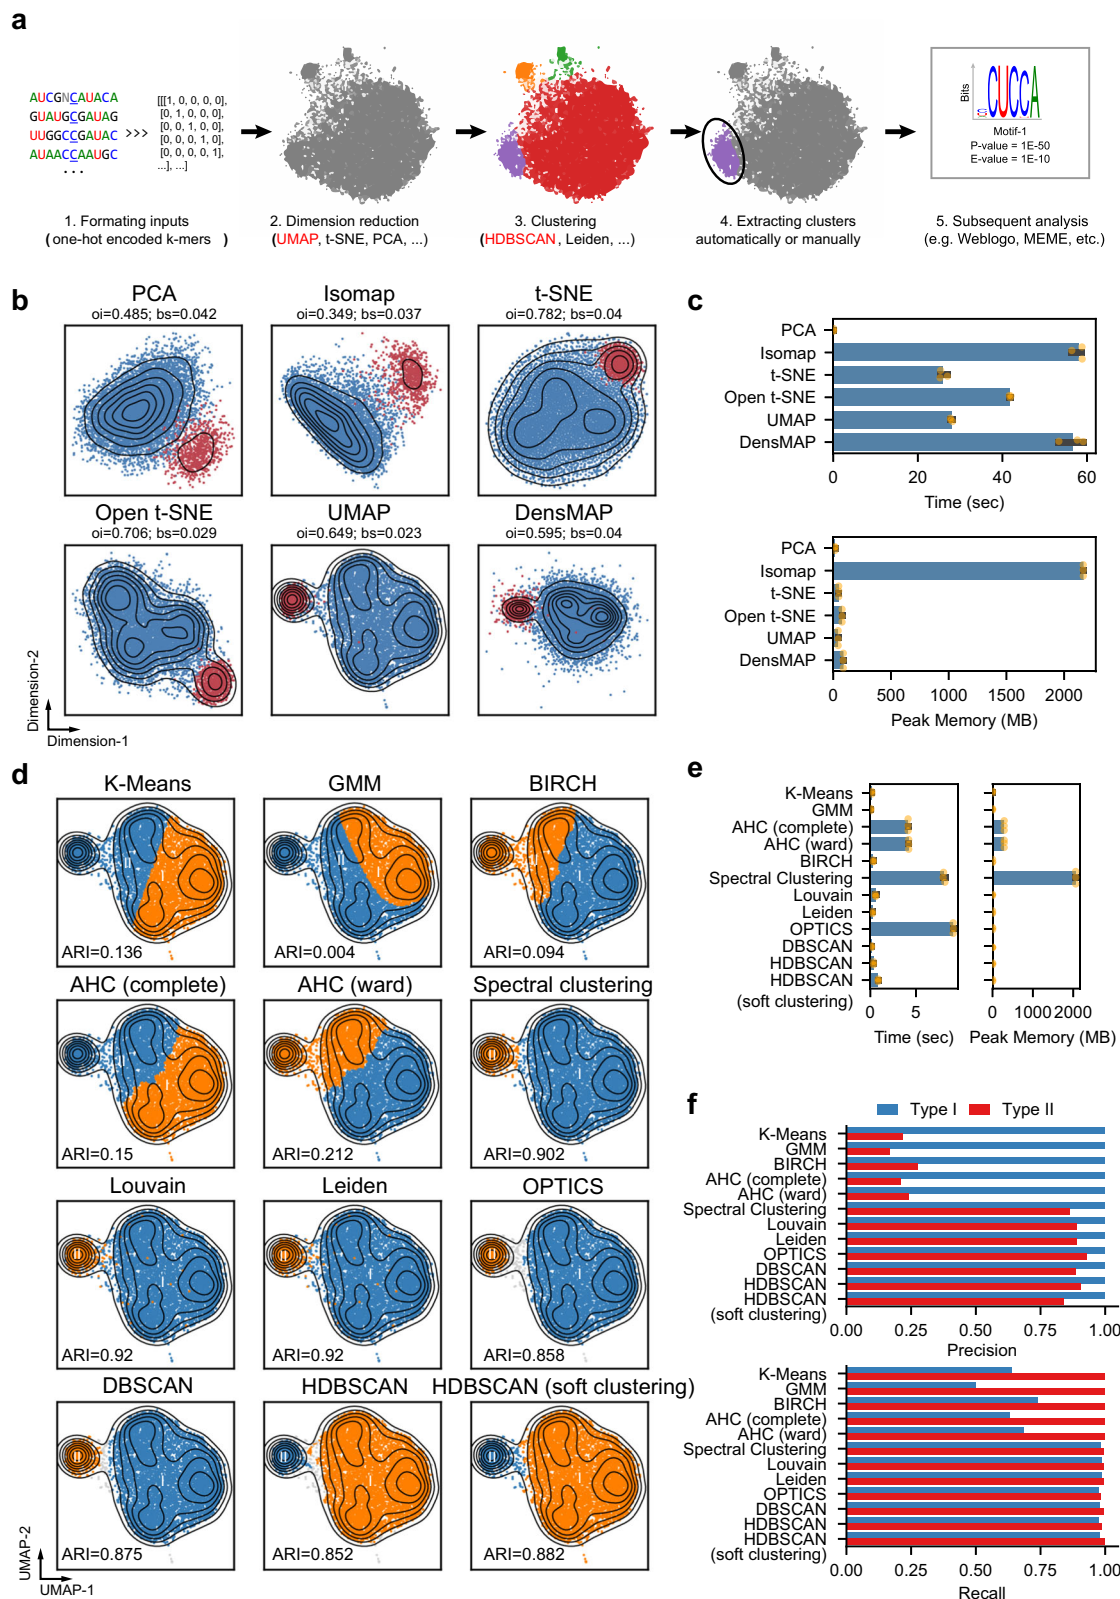 a
AUCGNCAUACA
GUAUGCGAUAG
UUGGCCGAUAC
AUAACCAAUGC
...
>>>
[[[1, 0, 0, 0, 0],
[0, 1, 0, 0, 0],
[0, 0, 1, 0, 0],
[0, 0, 0, 1, 0],
[0, 0, 0, 0, 1],
...], ...]
Bits
CUCCA
Motif-1
P-value = 1E-50
E-value = 1E-10
1. Formating inputs
(one-hot encoded k-mers )
2. Dimension reduction
(UMAP, t-SNE, PCA, ...)
3. Clustering
(HDBSCAN, Leiden, ...)
4. Extracting clusters
automatically or manually
5. Subsequent analysis
(e.g. Weblogo, MEME, etc.)
b
PCA
oi=0.485; bs=0.042
Isomap
oi=0.349; bs=0.037
t-SNE
oi=0.782; bs=0.04
Open t-SNE
oi=0.706; bs=0.029
UMAP
oi=0.649; bs=0.023
DensMAP
oi=0.595; bs=0.04
Dimension-2
Dimension-1
c
PCA
Isomap
t-SNE
Open t-SNE
UMAP
DensMAP
0 20 40 60
Time (sec)
PCA
Isomap
t-SNE
Open t-SNE
UMAP
DensMAP
0 500 1000 1500 2000
Peak Memory (MB)
d
K-Means
II
I
ARI=0.136
GMM
II
I
ARI=0.004
BIRCH
II
I
ARI=0.094
AHC (complete)
ARI=0.15
AHC (ward)
ARI=0.212
Spectral clustering
II
I
ARI=0.902
Louvain
II
I
ARI=0.92
Leiden
II
I
ARI=0.92
OPTICS
II
I
ARI=0.858
DBSCAN
II
I
ARI=0.875
HDBSCAN
II
I
ARI=0.852
HDBSCAN (soft clustering)
II
I
ARI=0.882
UMAP-2
UMAP-1
e
K-Means
GMM
AHC (complete)
AHC (ward)
BIRCH
Spectral Clustering
Louvain
Leiden
OPTICS
DBSCAN
HDBSCAN
HDBSCAN
(soft clustering)
0 5
Time (sec)
0 1000 2000
Peak Memory (MB)
f
Type I Type II
K-Means
GMM
BIRCH
AHC (complete)
AHC (ward)
Spectral Clustering
Louvain
Leiden
OPTICS
DBSCAN
HDBSCAN
HDBSCAN
(soft clustering)
0.00 0.25 0.50 0.75 1.00
Precision
K-Means
GMM
BIRCH
AHC (complete)
AHC (ward)
Spectral Clustering
Louvain
Leiden
OPTICS
DBSCAN
HDBSCAN
HDBSCAN
(soft clustering)
0.00 0.25 0.50 0.75 1.00
Recall